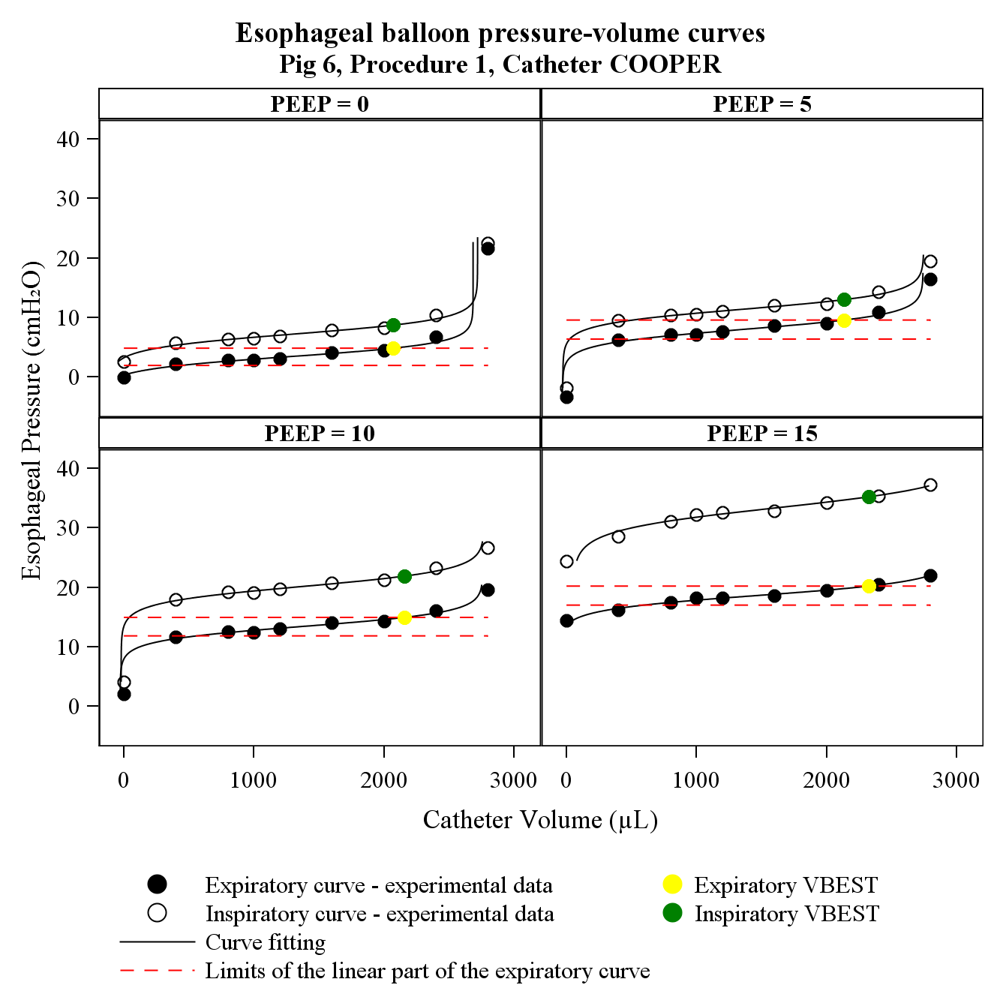 Esophageal balloon pressure-volume curves
Pig 6, Procedure 1, Catheter COOPER
PEEP = 0
PEEP = 5
40
30
20
10
0
PEEP = 10
PEEP = 15
40
30
20
10
0
Esophageal Pressure (cmH₂O)
0 1000 2000 3000
0 1000 2000 3000
Catheter Volume (µL)
Expiratory curve - experimental data
Expiratory VBEST
Inspiratory curve - experimental data
Inspiratory VBEST
Curve fitting
Limits of the linear part of the expiratory curve